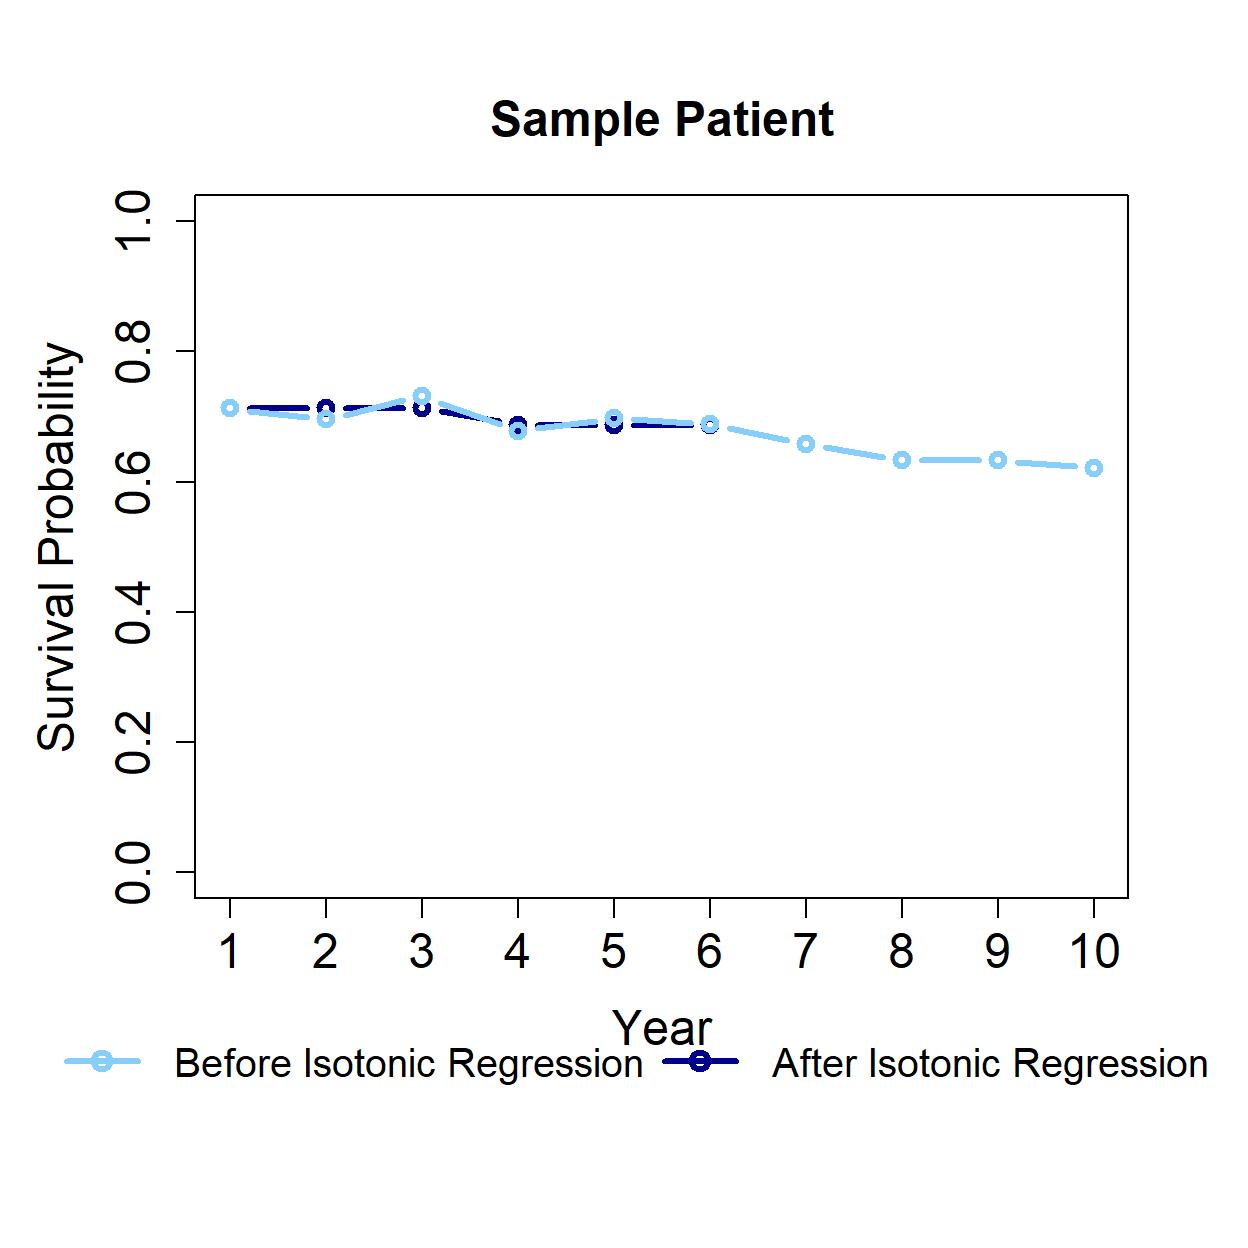 Sample Patient
Survival Probability
1.0
0.8
0.6
0.4
0.2
0.0
1 2 3 4 5 6 7 8 9 10
Year
Before Isotonic Regression After Isotonic Regression